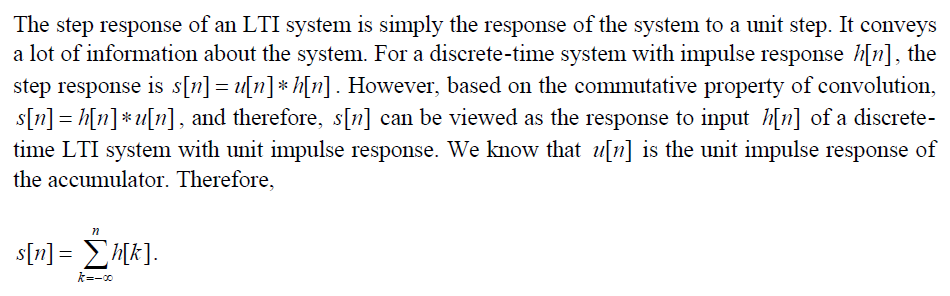 The step response of an LTI system is simply the response of the system to a unit step. It conveys
a lot of information about the system. For a discrete-time system with impulse response h[n], the
step response is s[n] = u[n] * h[n]. However, based on the commutative property of convolution,
s[n] = h[n] * u[n], and therefore, s[n] can be viewed as the response to input h[n] of a discrete-
time LTI system with unit impulse response. We know that u[n] is the unit impulse response of
the accumulator. Therefore,
n
s[n] = ∑ h[k].
k=−∞